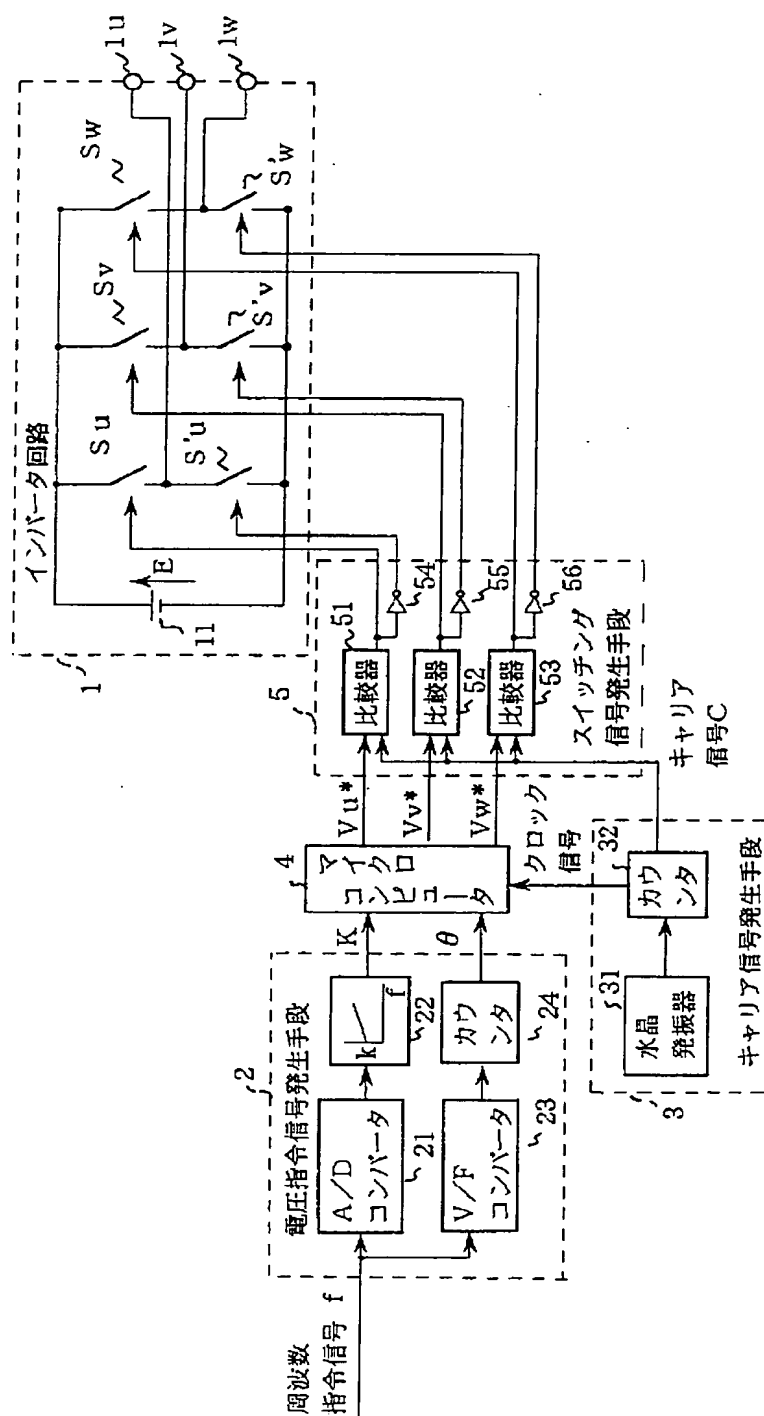 周波数
指令信号 f
2
電圧指令信号発生手段
A/D
コンバータ
21
k
f
22
V/F
コンバータ
23
カウ
ンタ
24
K
θ
4
マイクロ
コンピュ
ータ
Vu*
Vv*
Vw*
クロック
信号
3
31
水晶
発振器
32
カウ
ンタ
キャリア信号発生手段
キャリア
信号C
5
比較器
51
比較器
52
比較器
53
54
55
56
スイッチング
信号発生手段
1
インバータ回路
E
11
Su
S'u
Sv
S'v
Sw
S'w
1u
1v
1w